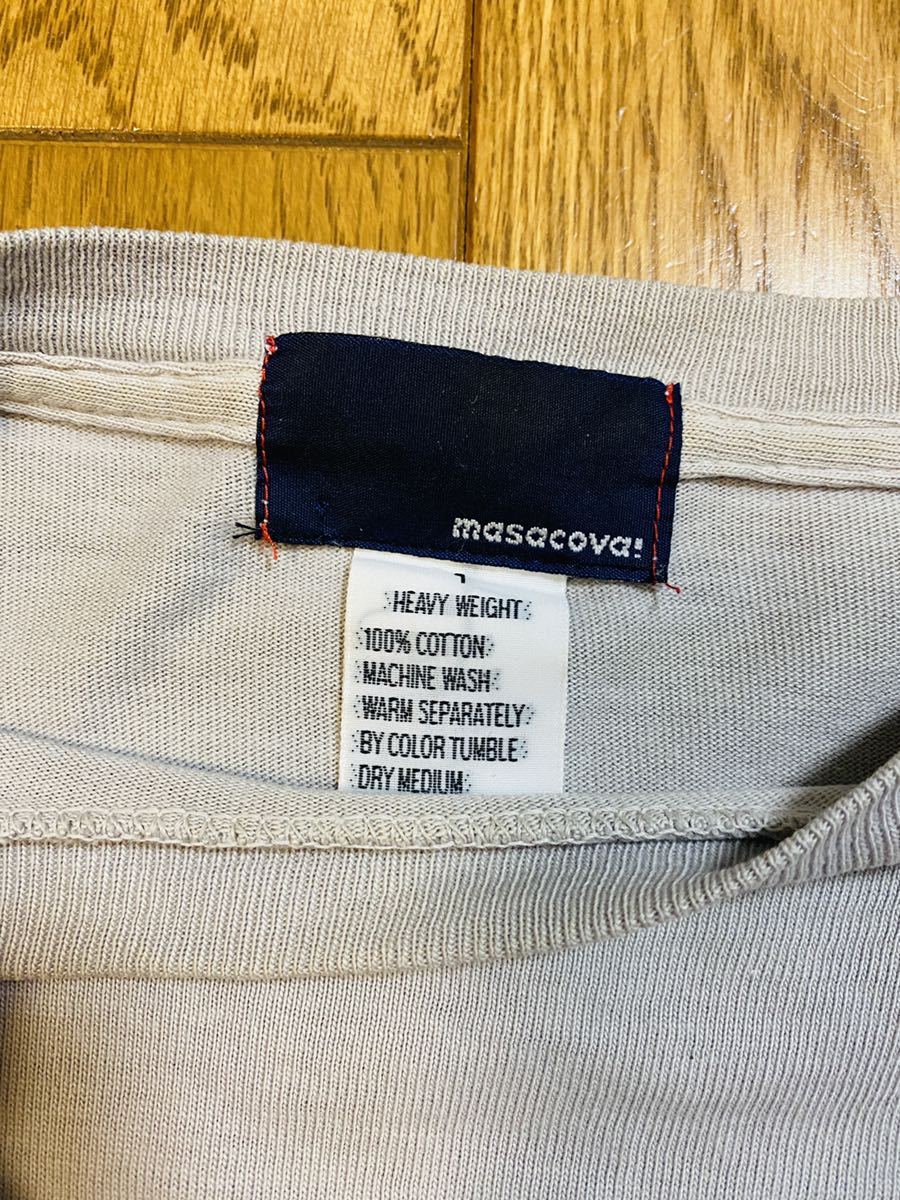 masacova!
HEAVY WEIGHT
100% COTTON
MACHINE WASH
WARM SEPARATELY
BY COLOR TUMBLE
DRY MEDIUM